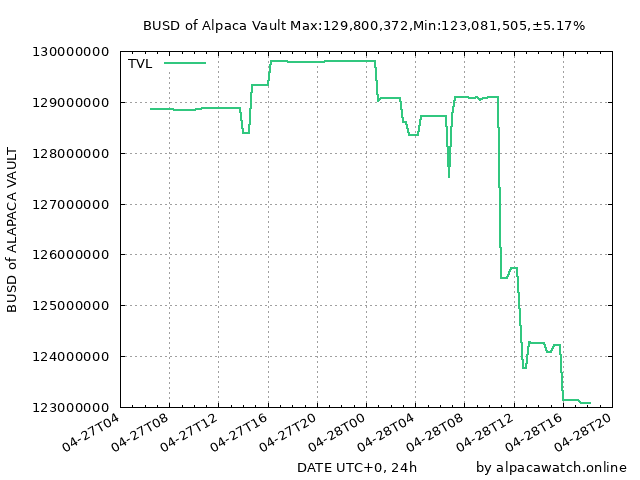 BUSD of Alpaca Vault Max:129,800,372,Min:123,081,505,±5.17%
TVL
130000000
129000000
128000000
127000000
126000000
125000000
124000000
123000000
BUSD of ALAPACA VAULT
04-27T04
04-27T08
04-27T12
04-27T16
04-27T20
04-28T00
04-28T04
04-28T08
04-28T12
04-28T16
04-28T20
DATE UTC+0, 24h
by alpacawatch.online